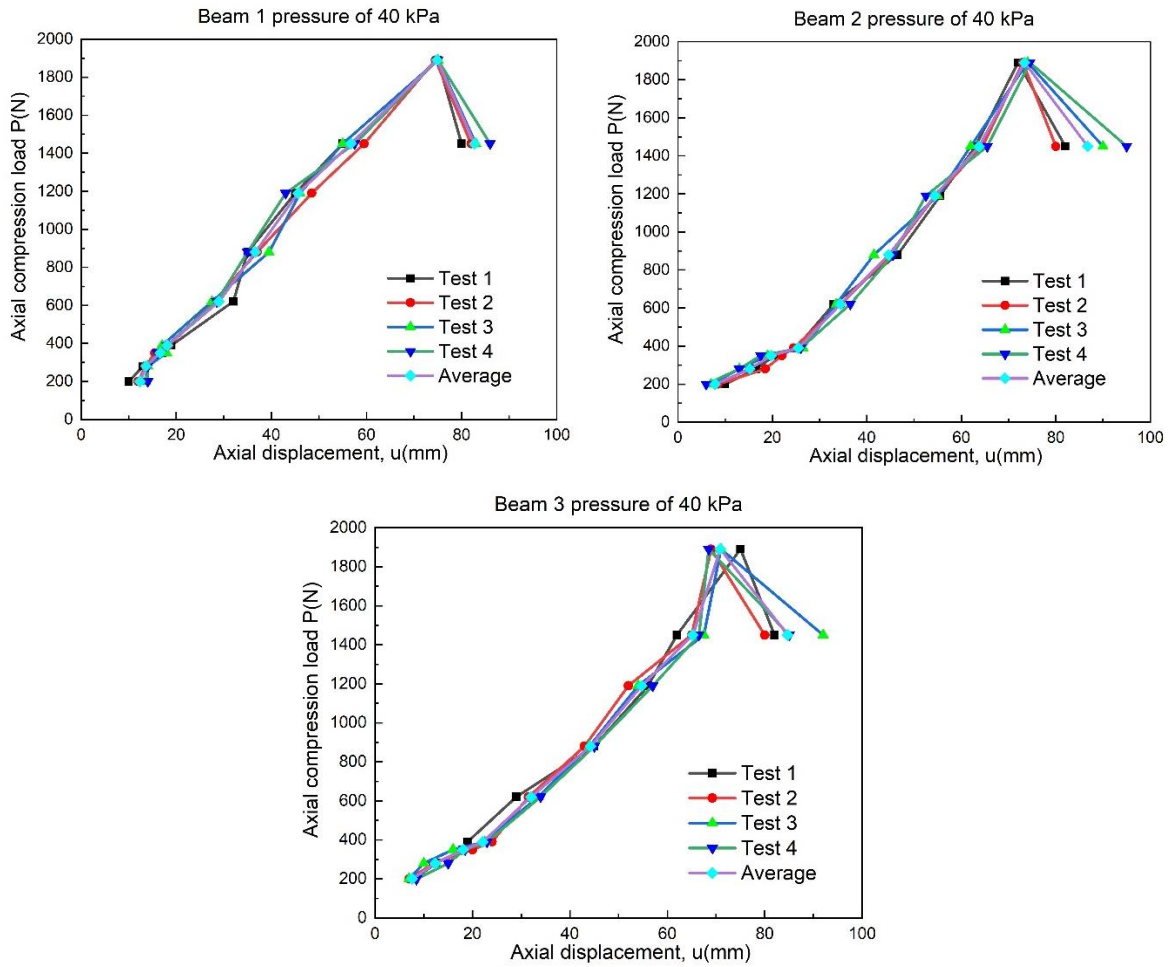 Beam 1 pressure of 40 kPa
2000
1800
1600
1400
1200
1000
800
600
400
200
0
Axial compression load P(N)
Test 1
Test 2
Test 3
Test 4
Average
0 20 40 60 80 100
Axial displacement, u(mm)
Beam 2 pressure of 40 kPa
2000
1800
1600
1400
1200
1000
800
600
400
200
0
Axial compression load P(N)
Test 1
Test 2
Test 3
Test 4
Average
0 20 40 60 80 100
Axial displacement, u(mm)
Beam 3 pressure of 40 kPa
2000
1800
1600
1400
1200
1000
800
600
400
200
0
Axial compression load P(N)
Test 1
Test 2
Test 3
Test 4
Average
0 20 40 60 80 100
Axial displacement, u(mm)